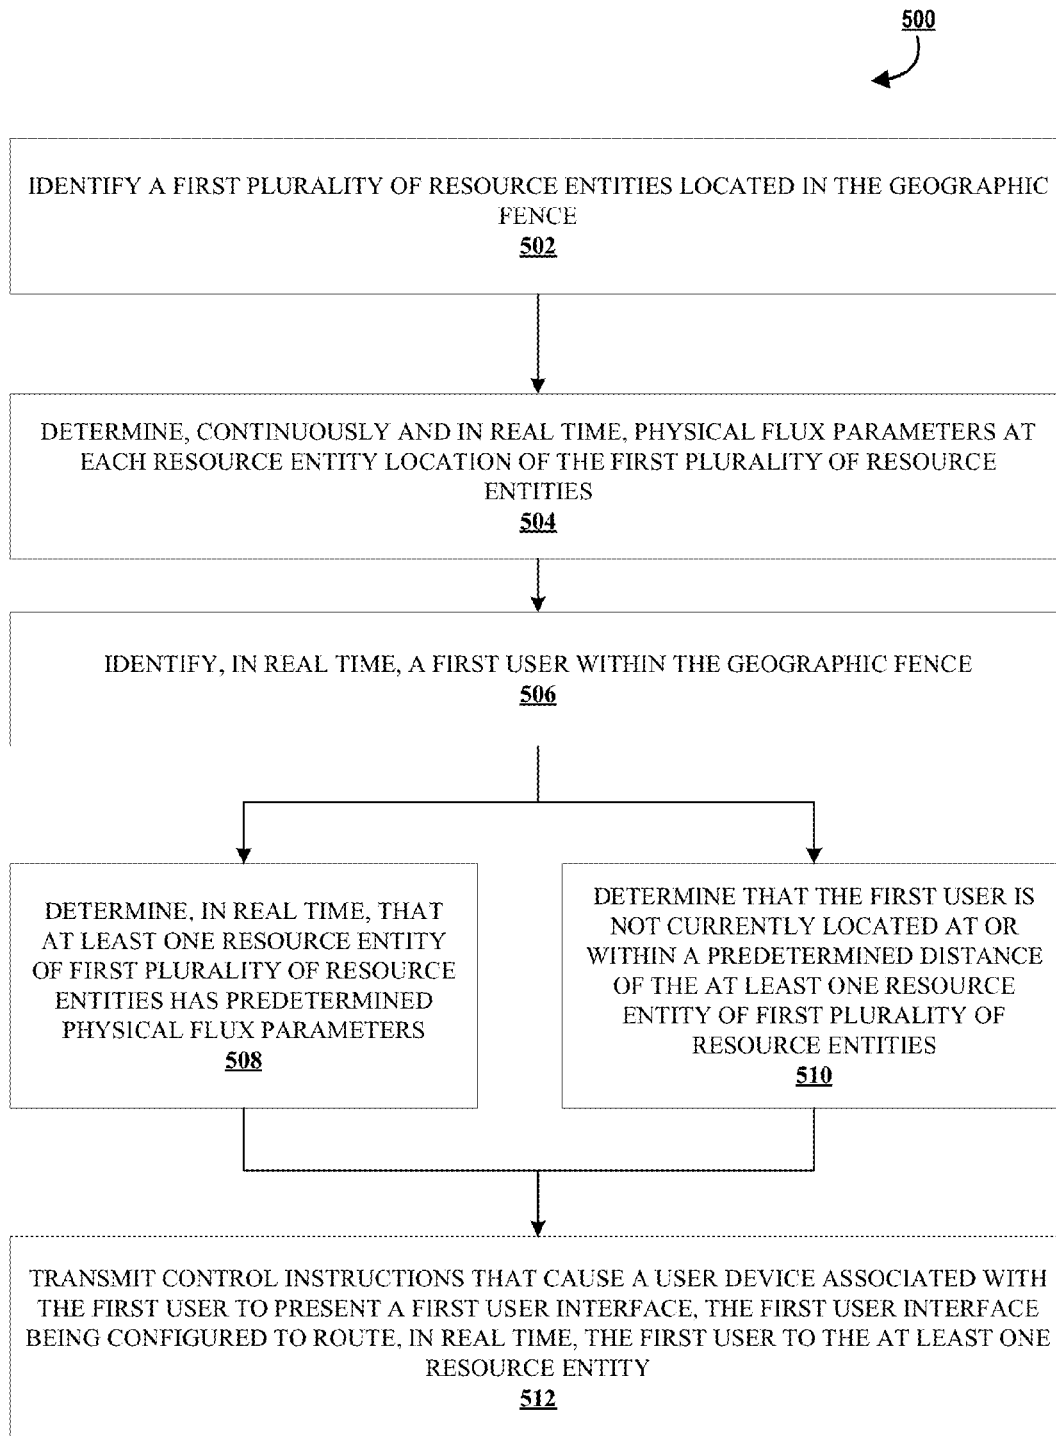 500
IDENTIFY A FIRST PLURALITY OF RESOURCE ENTITIES LOCATED IN THE GEOGRAPHIC
FENCE
502
DETERMINE, CONTINUOUSLY AND IN REAL TIME, PHYSICAL FLUX PARAMETERS AT
EACH RESOURCE ENTITY LOCATION OF THE FIRST PLURALITY OF RESOURCE
ENTITIES
504
IDENTIFY, IN REAL TIME, A FIRST USER WITHIN THE GEOGRAPHIC FENCE
506
DETERMINE, IN REAL TIME, THAT
AT LEAST ONE RESOURCE ENTITY
OF FIRST PLURALITY OF RESOURCE
ENTITIES HAS PREDETERMINED
PHYSICAL FLUX PARAMETERS
508
DETERMINE THAT THE FIRST USER IS
NOT CURRENTLY LOCATED AT OR
WITHIN A PREDETERMINED DISTANCE
OF THE AT LEAST ONE RESOURCE
ENTITY OF FIRST PLURALITY OF
RESOURCE ENTITIES
510
TRANSMIT CONTROL INSTRUCTIONS THAT CAUSE A USER DEVICE ASSOCIATED WITH
THE FIRST USER TO PRESENT A FIRST USER INTERFACE, THE FIRST USER INTERFACE
BEING CONFIGURED TO ROUTE, IN REAL TIME, THE FIRST USER TO THE AT LEAST ONE
RESOURCE ENTITY
512